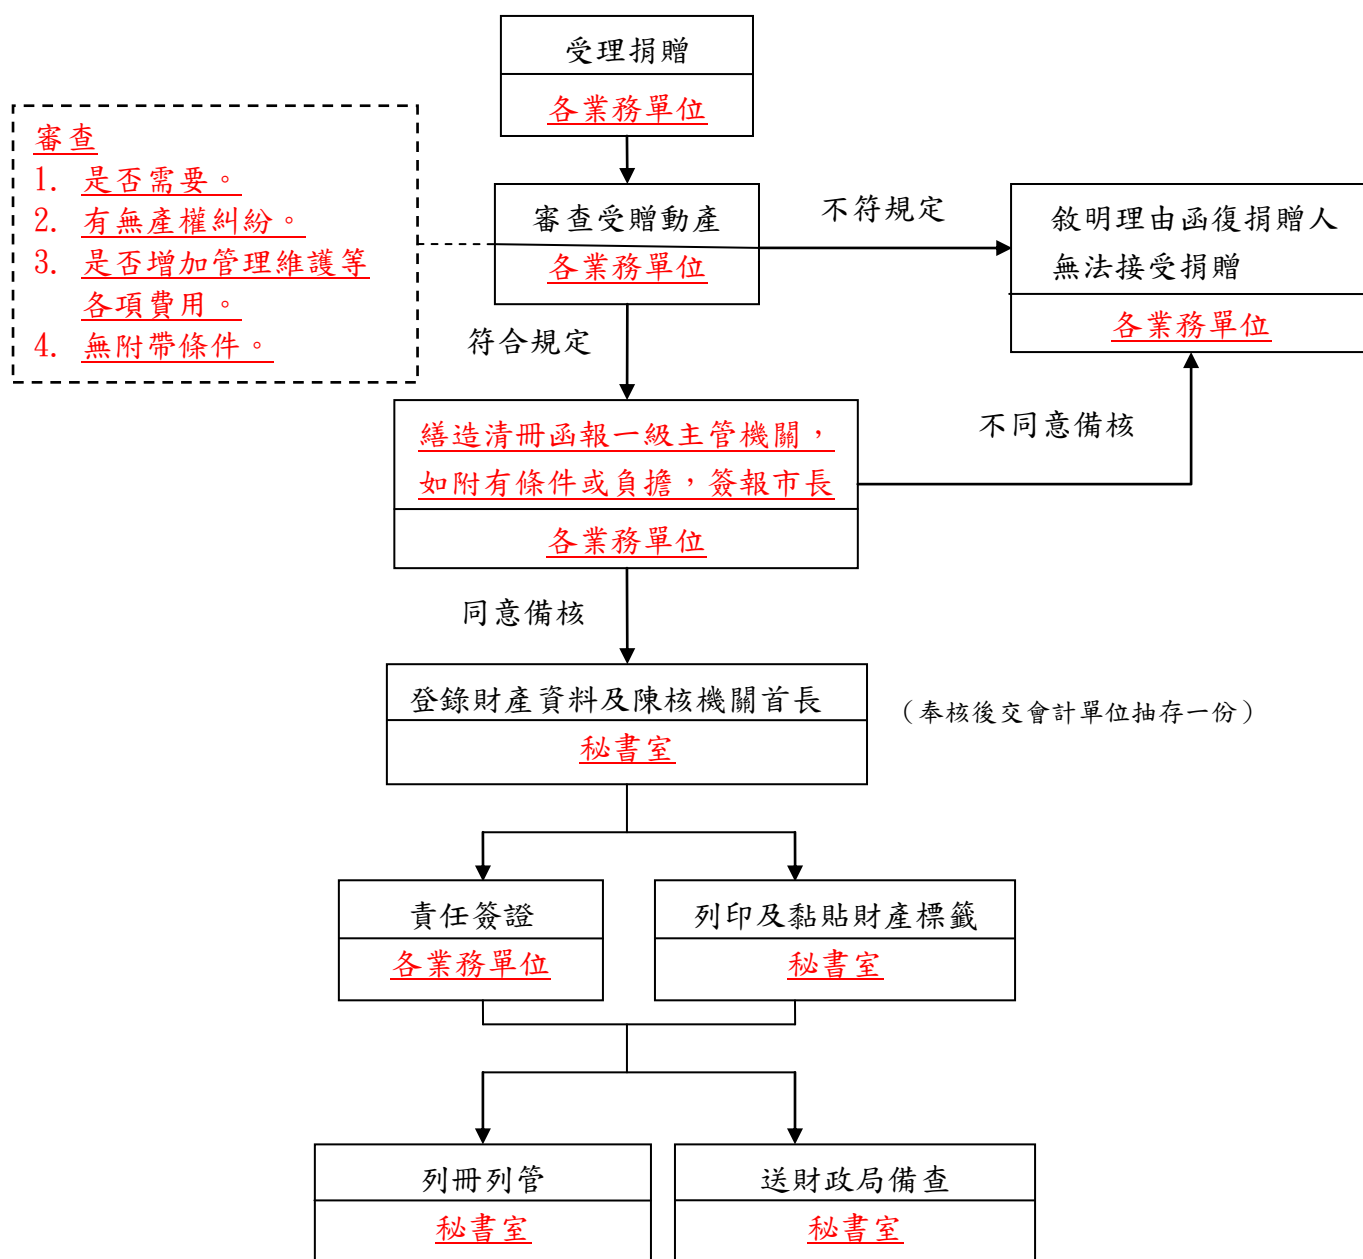 受理捐贈
各業務單位
審查
1. 是否需要。
2. 有無產權糾紛。
3. 是否增加管理維護等
各項費用。
4. 無附帶條件。
審查受贈動產
各業務單位
不符規定
敘明理由函復捐贈人
無法接受捐贈
各業務單位
符合規定
繕造清冊函報一級主管機關，
如附有條件或負擔，簽報市長
各業務單位
不同意備核
同意備核
登錄財產資料及陳核機關首長
秘書室
（奉核後交會計單位抽存一份）
責任簽證
各業務單位
列印及黏貼財產標籤
秘書室
列冊列管
秘書室
送財政局備查
秘書室